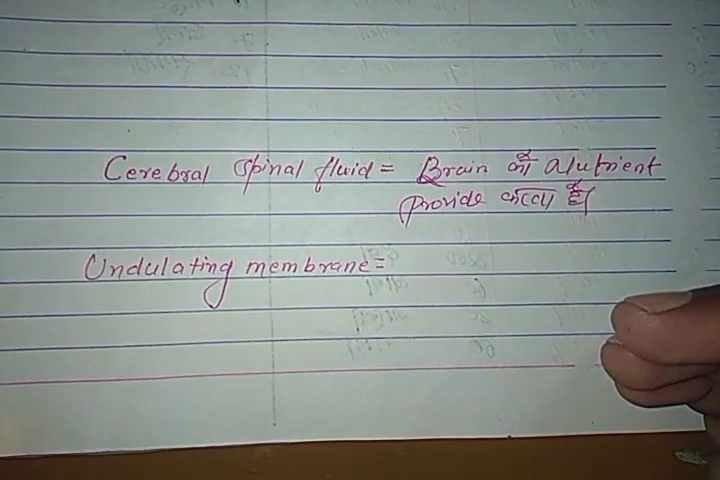 Cerebral Spinal fluid = Brain को Nutrient
Provide करता है।
Undulating membrane =